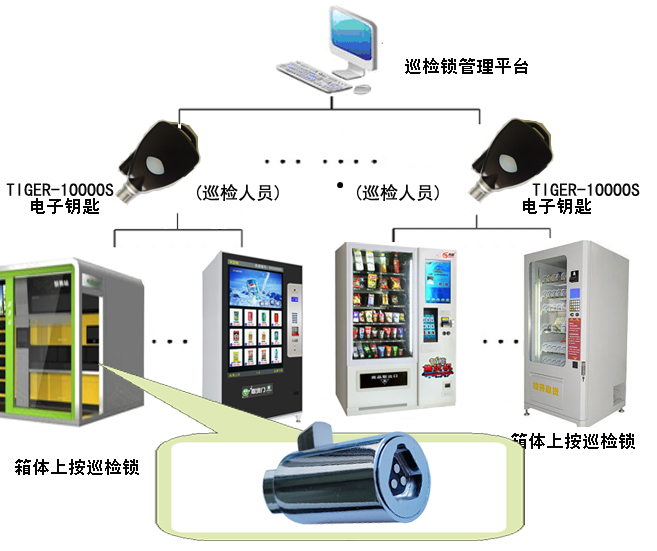 巡检锁管理平台
TIGER-10000S
电子钥匙
(巡检人员)
(巡检人员)
TIGER-10000S
电子钥匙
箱体上按巡检锁
箱体上按巡检锁